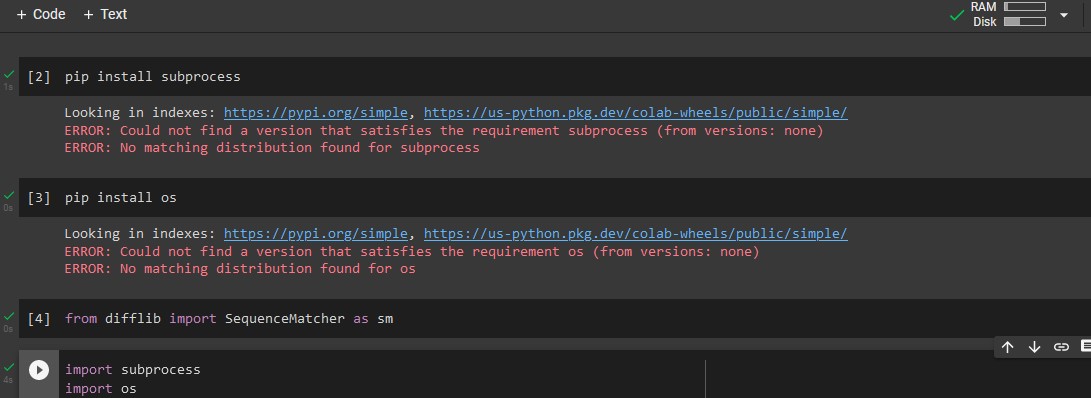 + Code + Text
RAM
Disk
[2] pip install subprocess
1s
Looking in indexes: https://pypi.org/simple, https://us-python.pkg.dev/colab-wheels/public/simple/
ERROR: Could not find a version that satisfies the requirement subprocess (from versions: none)
ERROR: No matching distribution found for subprocess
[3] pip install os
0s
Looking in indexes: https://pypi.org/simple, https://us-python.pkg.dev/colab-wheels/public/simple/
ERROR: Could not find a version that satisfies the requirement os (from versions: none)
ERROR: No matching distribution found for os
[4] from difflib import SequenceMatcher as sm
0s
import subprocess
4s
import os